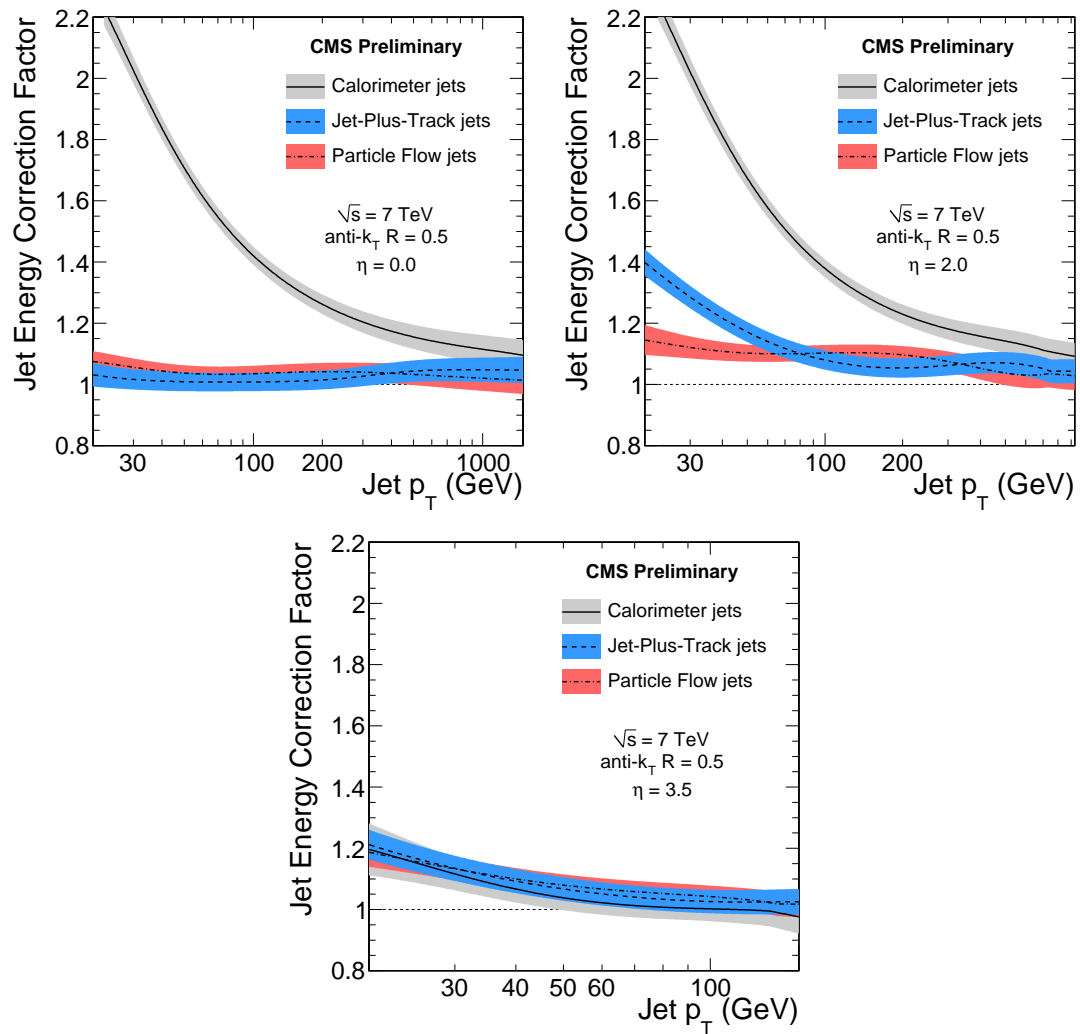 Jet Energy Correction Factor
2.2
2
1.8
1.6
1.4
1.2
1
0.8
CMS Preliminary
Calorimeter jets
Jet-Plus-Track jets
Particle Flow jets
√s = 7 TeV
anti-k_T R = 0.5
η = 0.0
30 100 200 1000
Jet p_T (GeV)
Jet Energy Correction Factor
2.2
2
1.8
1.6
1.4
1.2
1
0.8
CMS Preliminary
Calorimeter jets
Jet-Plus-Track jets
Particle Flow jets
√s = 7 TeV
anti-k_T R = 0.5
η = 2.0
30 100 200
Jet p_T (GeV)
Jet Energy Correction Factor
2.2
2
1.8
1.6
1.4
1.2
1
0.8
CMS Preliminary
Calorimeter jets
Jet-Plus-Track jets
Particle Flow jets
√s = 7 TeV
anti-k_T R = 0.5
η = 3.5
30 40 50 60 100
Jet p_T (GeV)